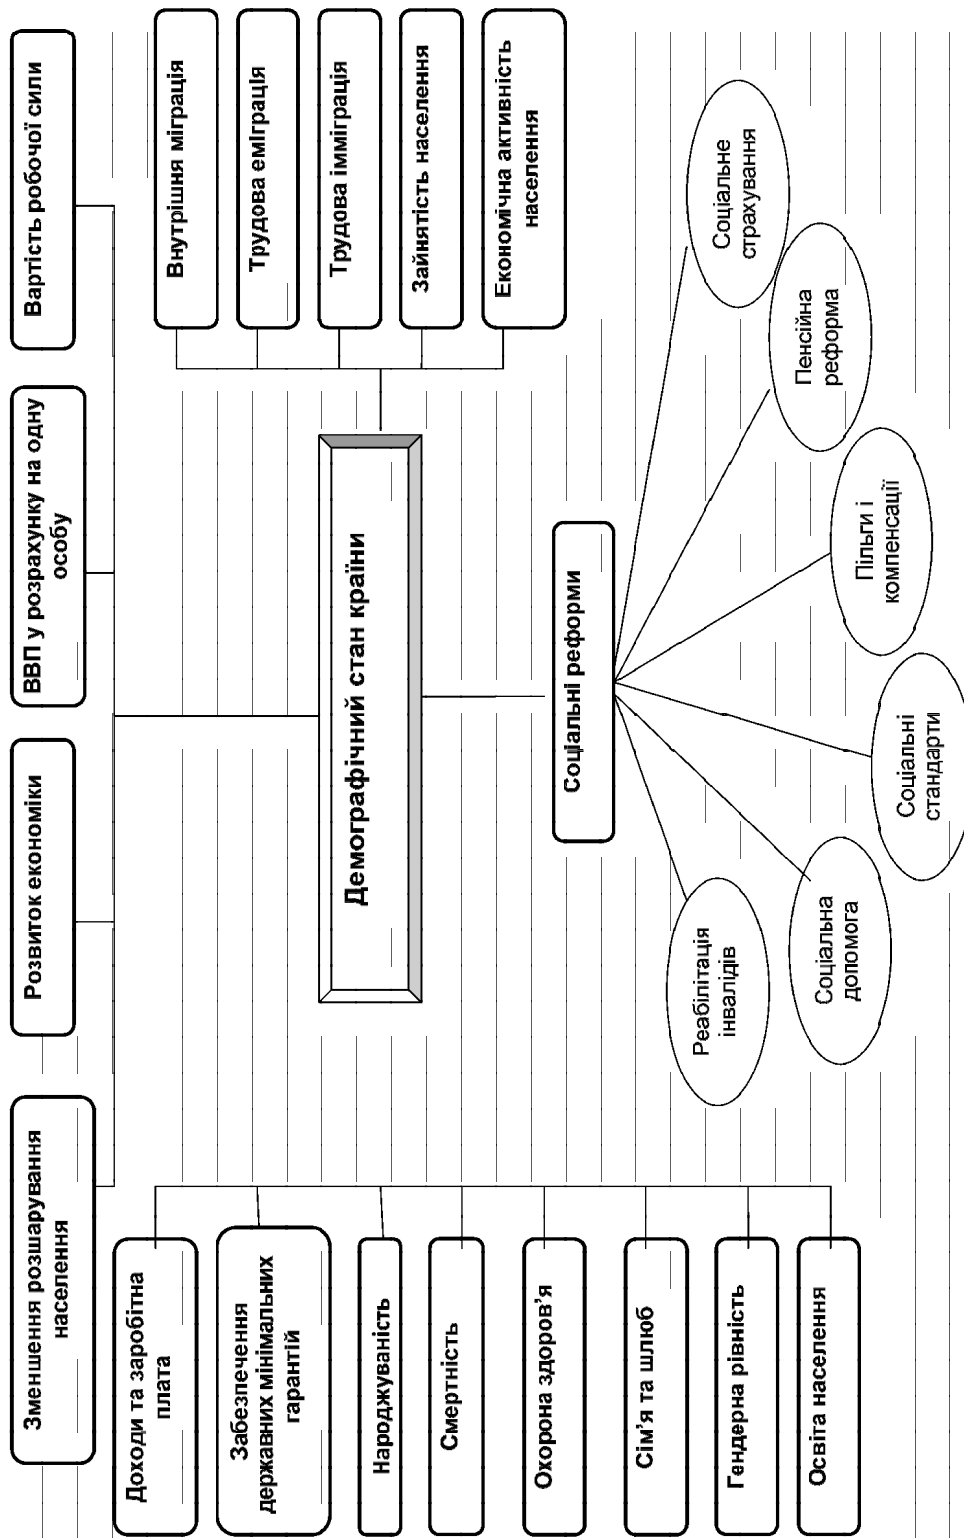 Зменшення розшарування
населення
Розвиток економіки
ВВП у розрахунку на одну
особу
Вартість робочої сили
Доходи та заробітна
плата
Забезпечення
державних мінімальних
гарантій
Народжуваність
Смертність
Охорона здоров’я
Сім’я та шлюб
Гендерна рівність
Освіта населення
Демографічний стан країни
Внутрішня міграція
Трудова еміграція
Трудова імміграція
Зайнятість населення
Економічна активність
населення
Соціальні реформи
Реабілітація
інвалідів
Соціальна
допомога
Соціальні
стандарти
Пільги і
компенсації
Пенсійна
реформа
Соціальне
страхування